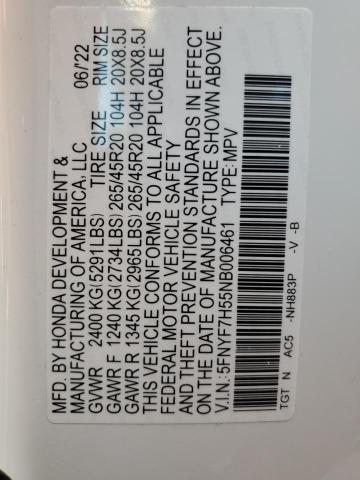 MFD. BY HONDA DEVELOPMENT & 06/22
MANUFACTURING OF AMERICA, LLC
GVWR 2400 KG(5291LBS) TIRE SIZE RIM SIZE
GAWR F 1240 KG(2734LBS) 265/45R20 104H 20X8.5J
GAWR R 1345 KG(2965LBS) 265/45R20 104H 20X8.5J
THIS VEHICLE CONFORMS TO ALL APPLICABLE
FEDERAL MOTOR VEHICLE SAFETY
AND THEFT PREVENTION STANDARDS IN EFFECT
ON THE DATE OF MANUFACTURE SHOWN ABOVE.
V.I.N.: 5FNYF7H55NB006461 TYPE: MPV
TGT N AC5 -NH883P -V -B